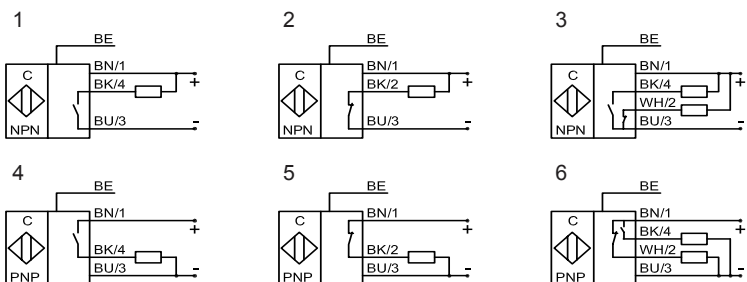 1
BE
BN/1
C
+
BK/4
NPN
BU/3
-
2
BE
BN/1
C
+
BK/2
NPN
BU/3
-
3
BE
BN/1
C
+
BK/4
WH/2
NPN
BU/3
-
4
BE
BN/1
C
+
BK/4
PNP
BU/3
-
5
BE
BN/1
C
+
BK/2
PNP
BU/3
-
6
BE
BN/1
C
+
BK/4
WH/2
PNP
BU/3
-